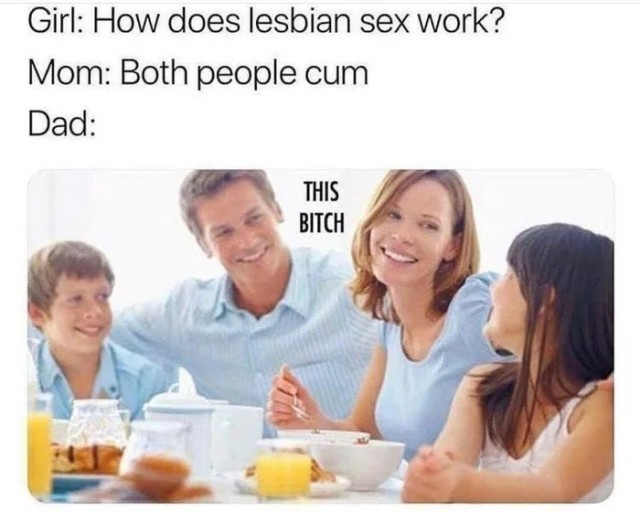 Girl: How does lesbian sex work?
Mom: Both people cum
Dad:
THIS
BITCH